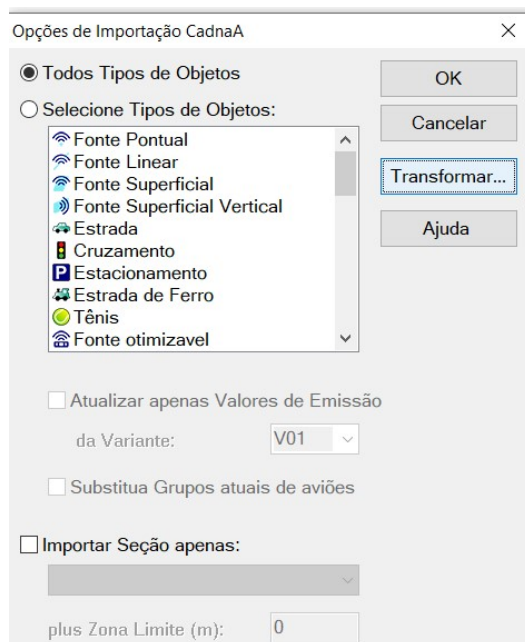 Opções de Importação CadnaA
Todos Tipos de Objetos
OK
Selecione Tipos de Objetos:
Cancelar
Fonte Pontual
Fonte Linear
Fonte Superficial
Transformar...
Fonte Superficial Vertical
Estrada
Ajuda
Cruzamento
P Estacionamento
Estrada de Ferro
Tênis
Fonte otimizavel
Atualizar apenas Valores de Emissão
da Variante: V01
Substitua Grupos atuais de aviões
Importar Seção apenas:
plus Zona Limite (m): 0